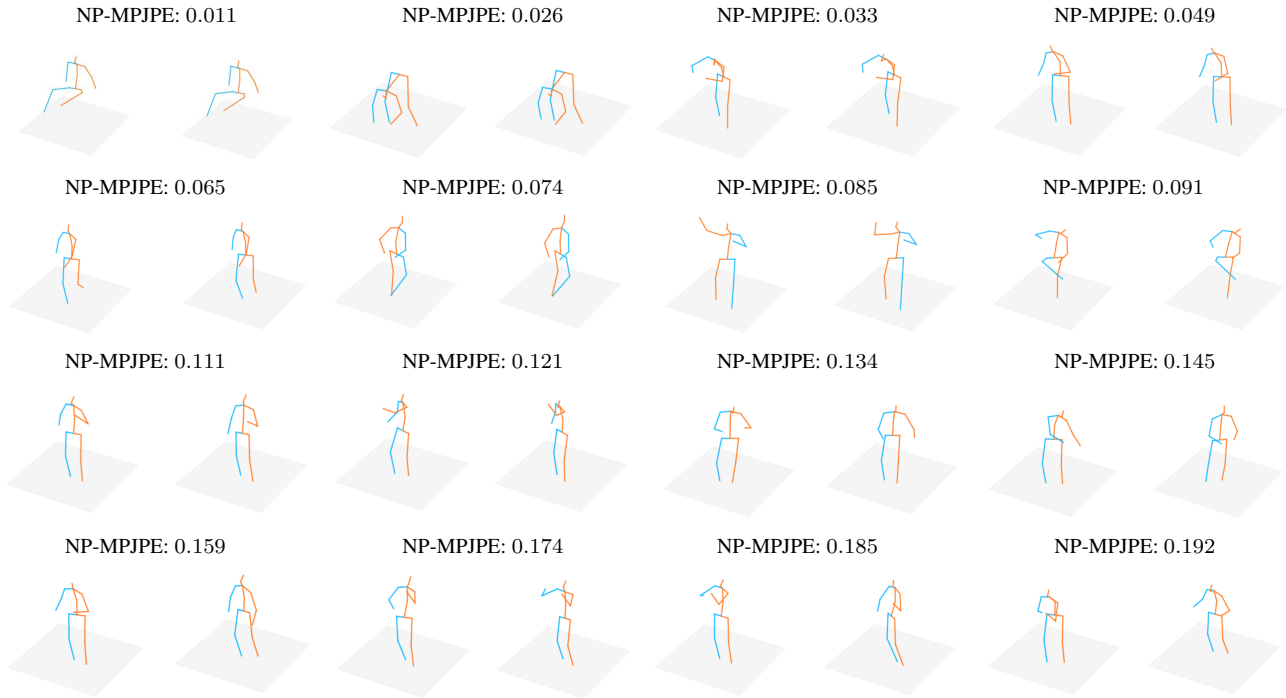 NP-MPJPE: 0.011
NP-MPJPE: 0.026
NP-MPJPE: 0.033
NP-MPJPE: 0.049
NP-MPJPE: 0.065
NP-MPJPE: 0.074
NP-MPJPE: 0.085
NP-MPJPE: 0.091
NP-MPJPE: 0.111
NP-MPJPE: 0.121
NP-MPJPE: 0.134
NP-MPJPE: 0.145
NP-MPJPE: 0.159
NP-MPJPE: 0.174
NP-MPJPE: 0.185
NP-MPJPE: 0.192